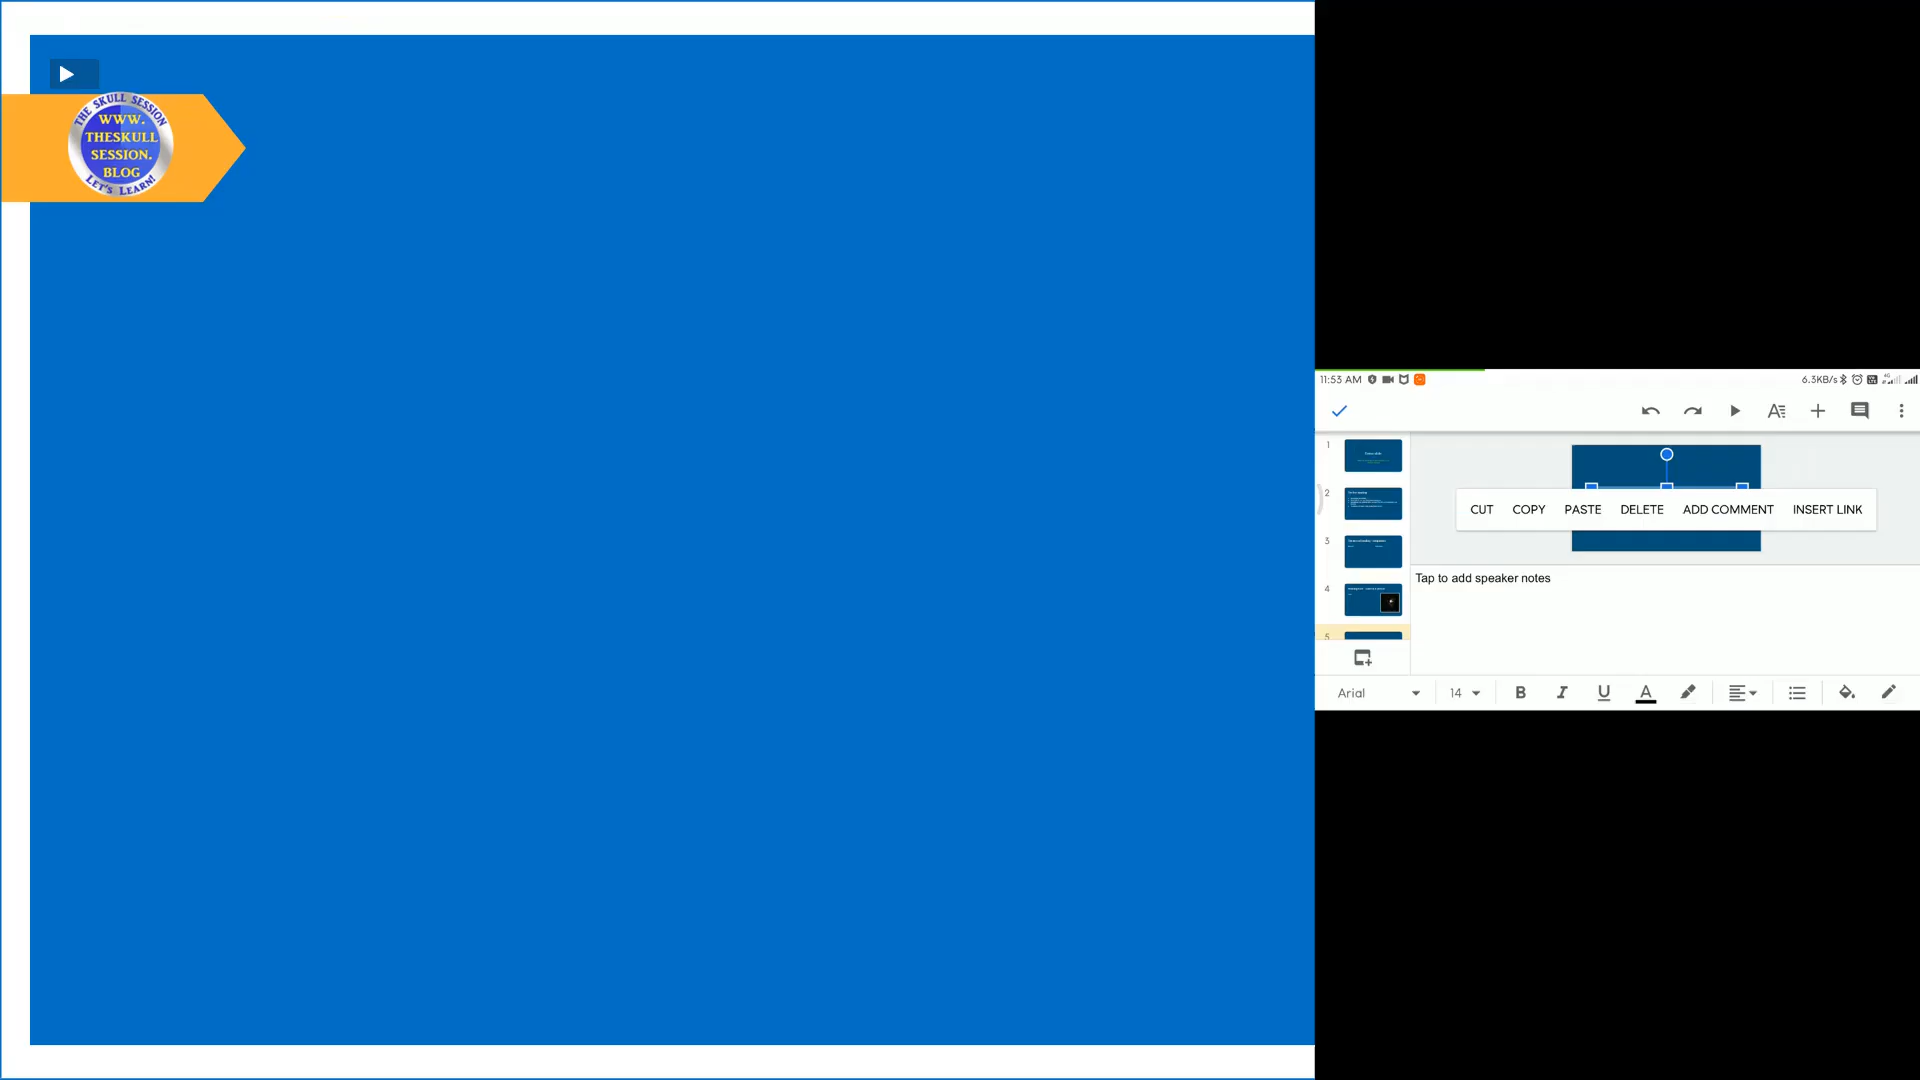 THE SKULL SESSION
WWW.
THESKULL
SESSION.
BLOG
LET'S LEARN!
11:53 AM
6.3KB/s
4G
1
2
3
4
5
CUT COPY PASTE DELETE ADD COMMENT INSERT LINK
Tap to add speaker notes
Arial 14 B I U A